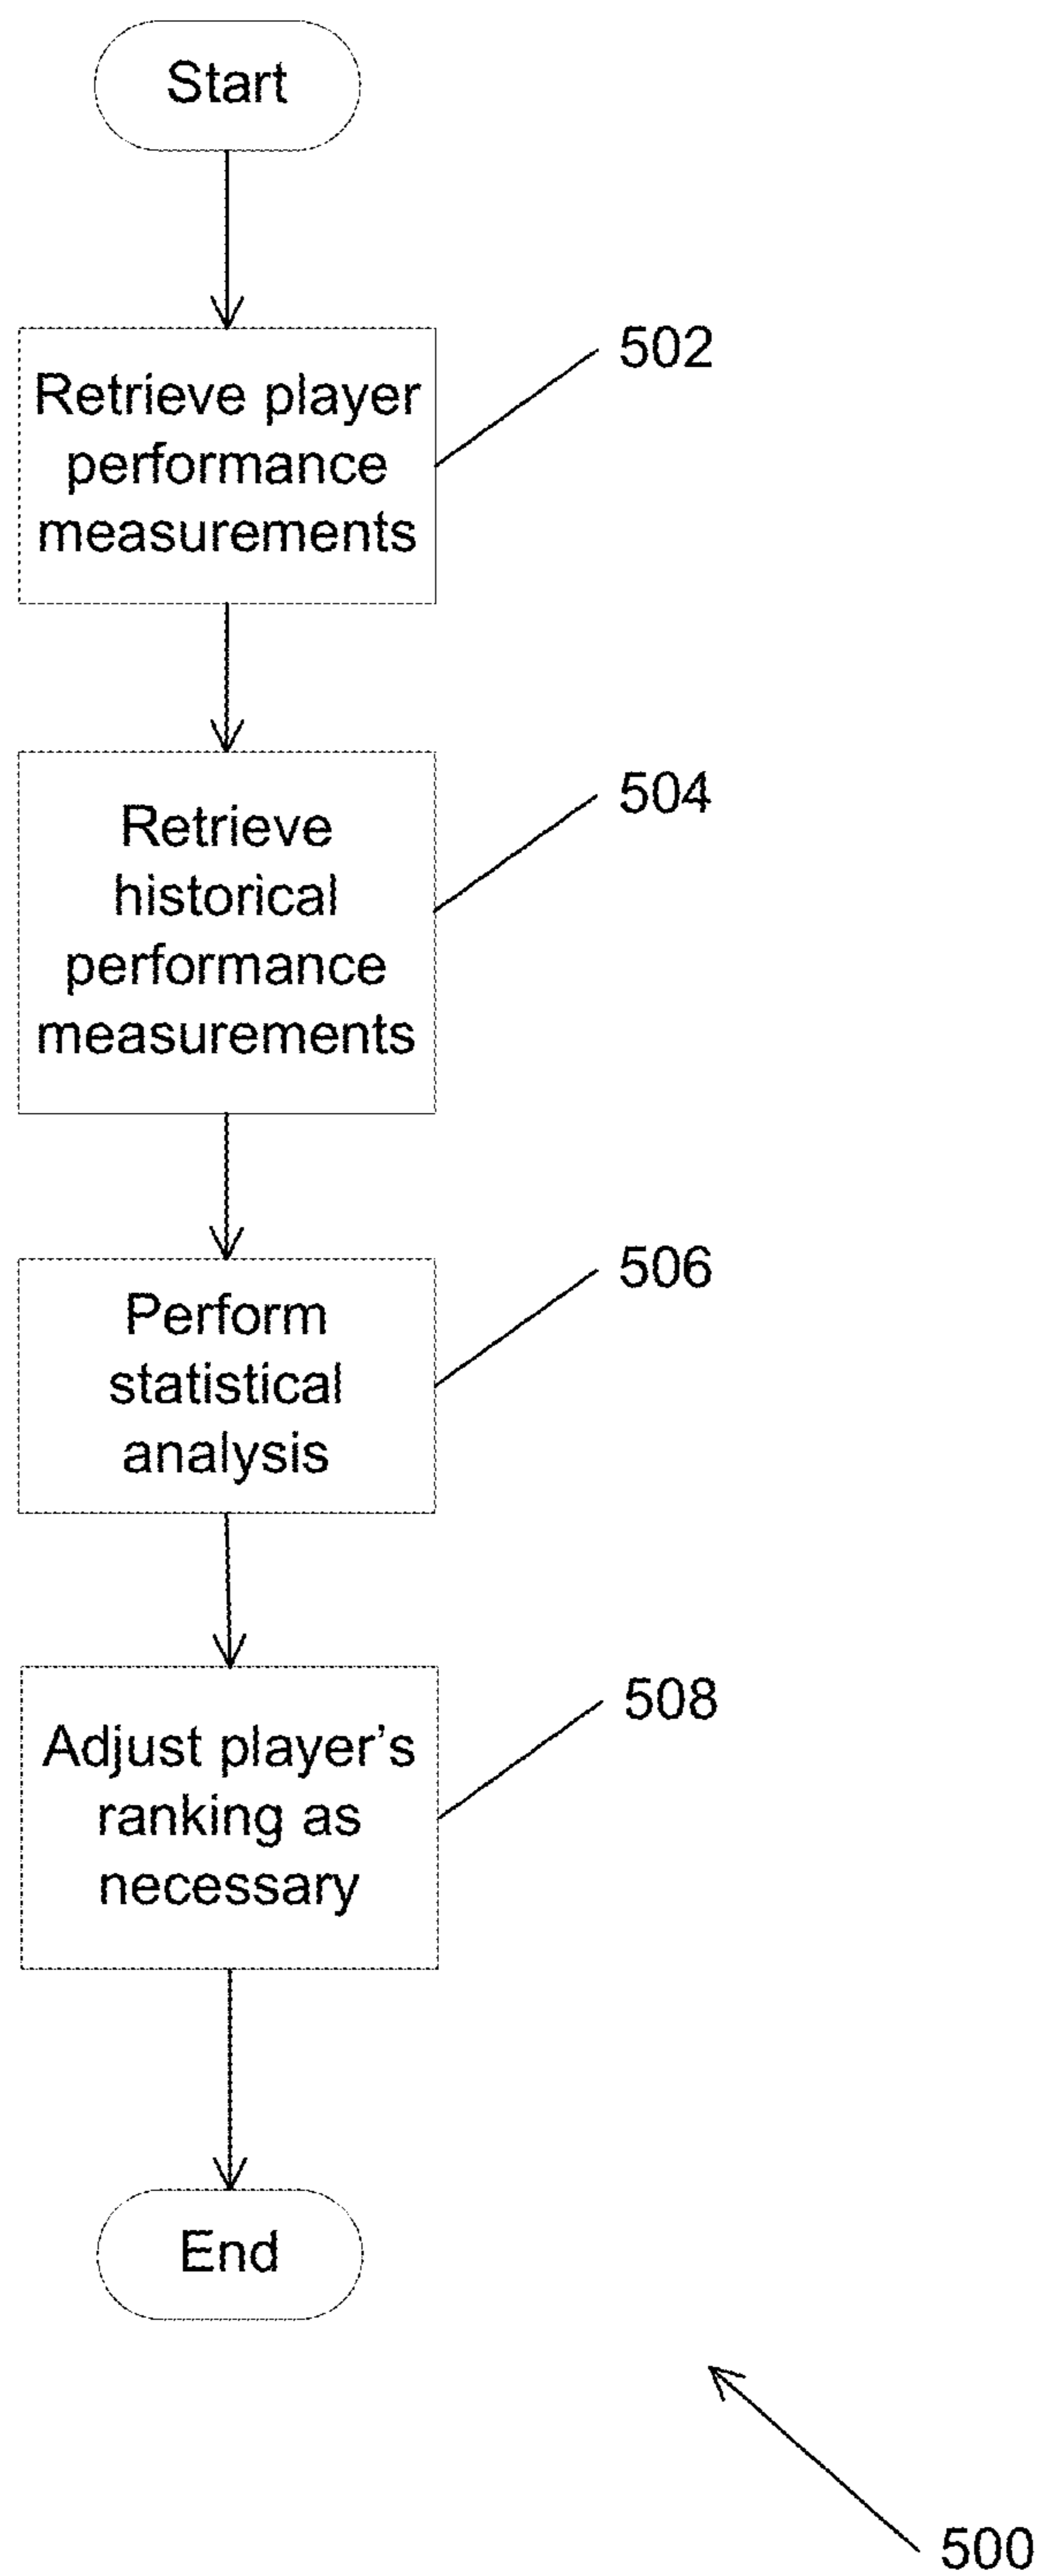 Start
502
Retrieve player
performance
measurements
504
Retrieve
historical
performance
measurements
506
Perform
statistical
analysis
508
Adjust player’s
ranking as
necessary
End
500